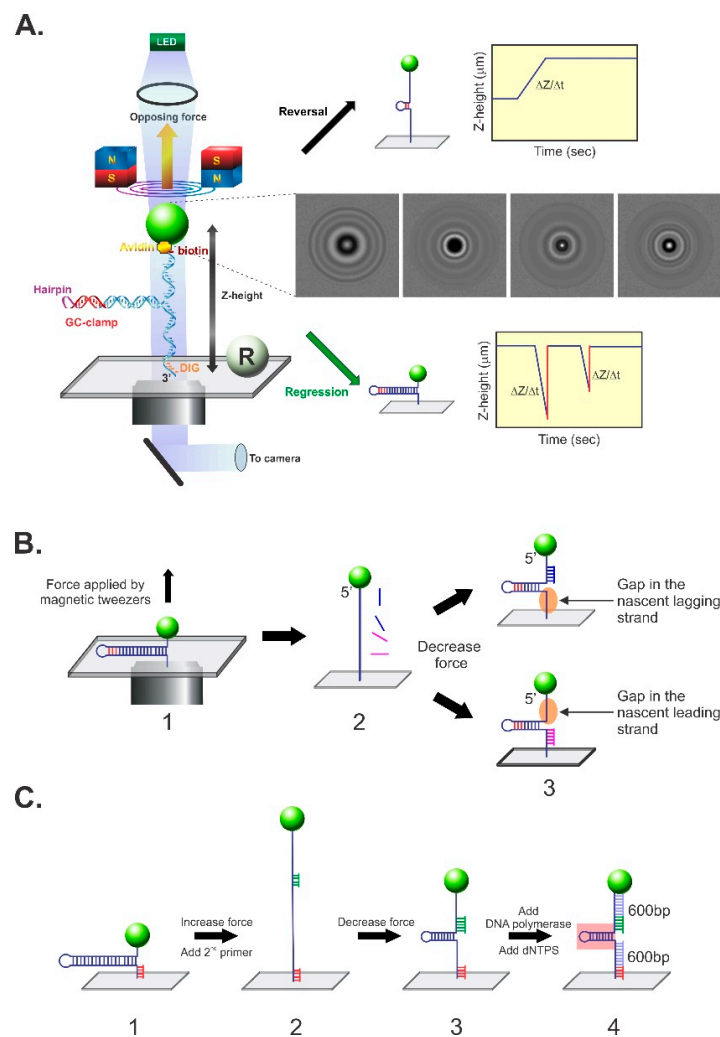 A.
LED
Opposing force
N
S
S
N
Avidin
biotin
Hairpin
GC-clamp
Z-height
DIG
3'
R
To camera
Reversal
Z-height (μm)
ΔZ/Δt
Time (sec)
Regression
Z-height (μm)
ΔZ/Δt
ΔZ/Δt
Time (sec)
B.
Force applied by
magnetic tweezers
1
5'
2
Decrease
force
5'
Gap in the
nascent lagging
strand
5'
Gap in the
nascent leading
strand
3
C.
Increase force
Add primer
Decrease force
Add
DNA polymerase
Add dNTPS
600bp
600bp
1
2
3
4